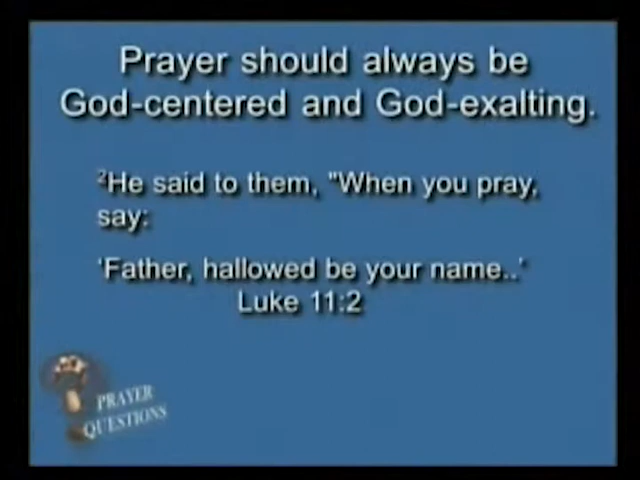 Prayer should always be
God-centered and God-exalting.
²He said to them, "When you pray,
say:
‘Father, hallowed be your name..’
Luke 11:2
PRAYER
QUESTIONS